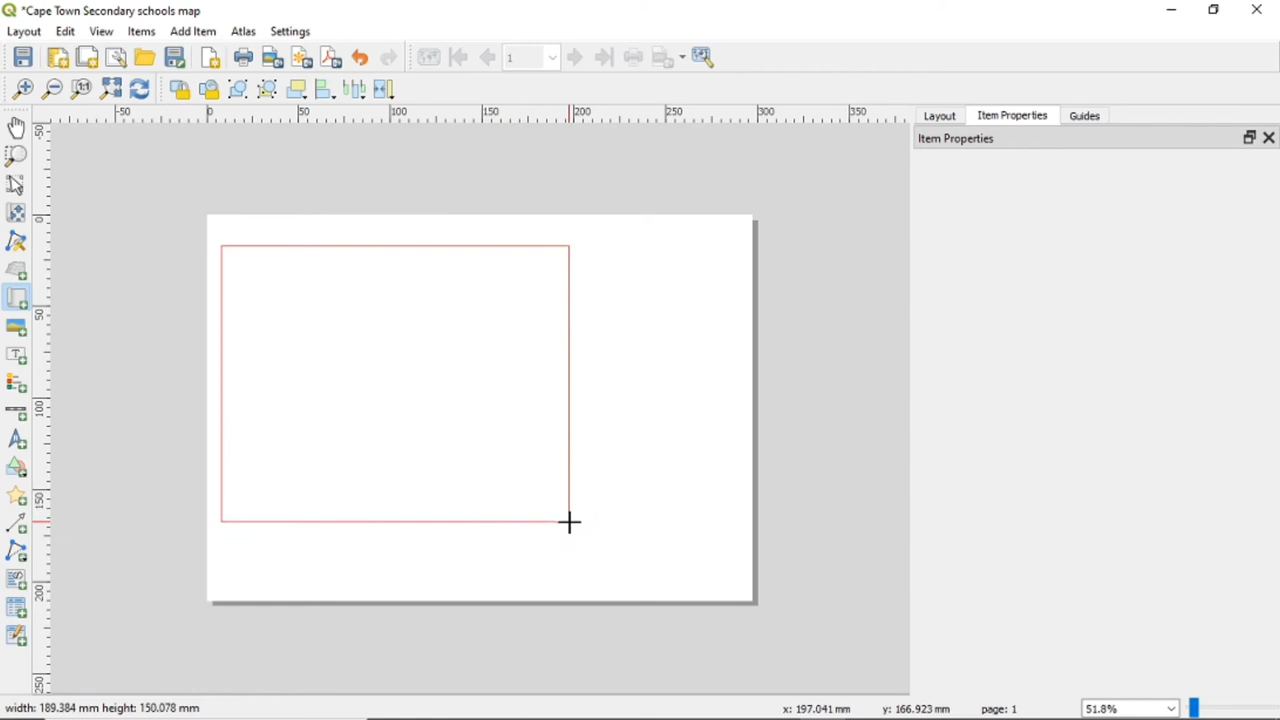 *Cape Town Secondary schools map
Layout Edit View Items Add Item Atlas Settings
1
-50 0 50 100 150 200 250 300 350
Layout Item Properties Guides
Item Properties
-50
0
50
100
150
200
250
width: 189.384 mm height: 150.078 mm x: 197.041 mm y: 166.923 mm page: 1 51.8%